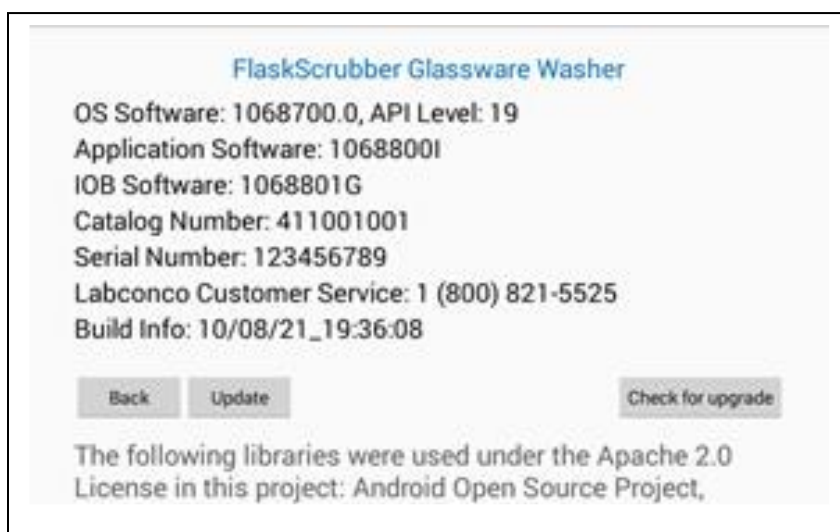 FlaskScrubber Glassware Washer
OS Software: 1068700.0, API Level: 19
Application Software: 1068800I
IOB Software: 1068801G
Catalog Number: 411001001
Serial Number: 123456789
Labconco Customer Service: 1 (800) 821-5525
Build Info: 10/08/21_19:36:08
Back Update Check for upgrade
The following libraries were used under the Apache 2.0
License in this project: Android Open Source Project,